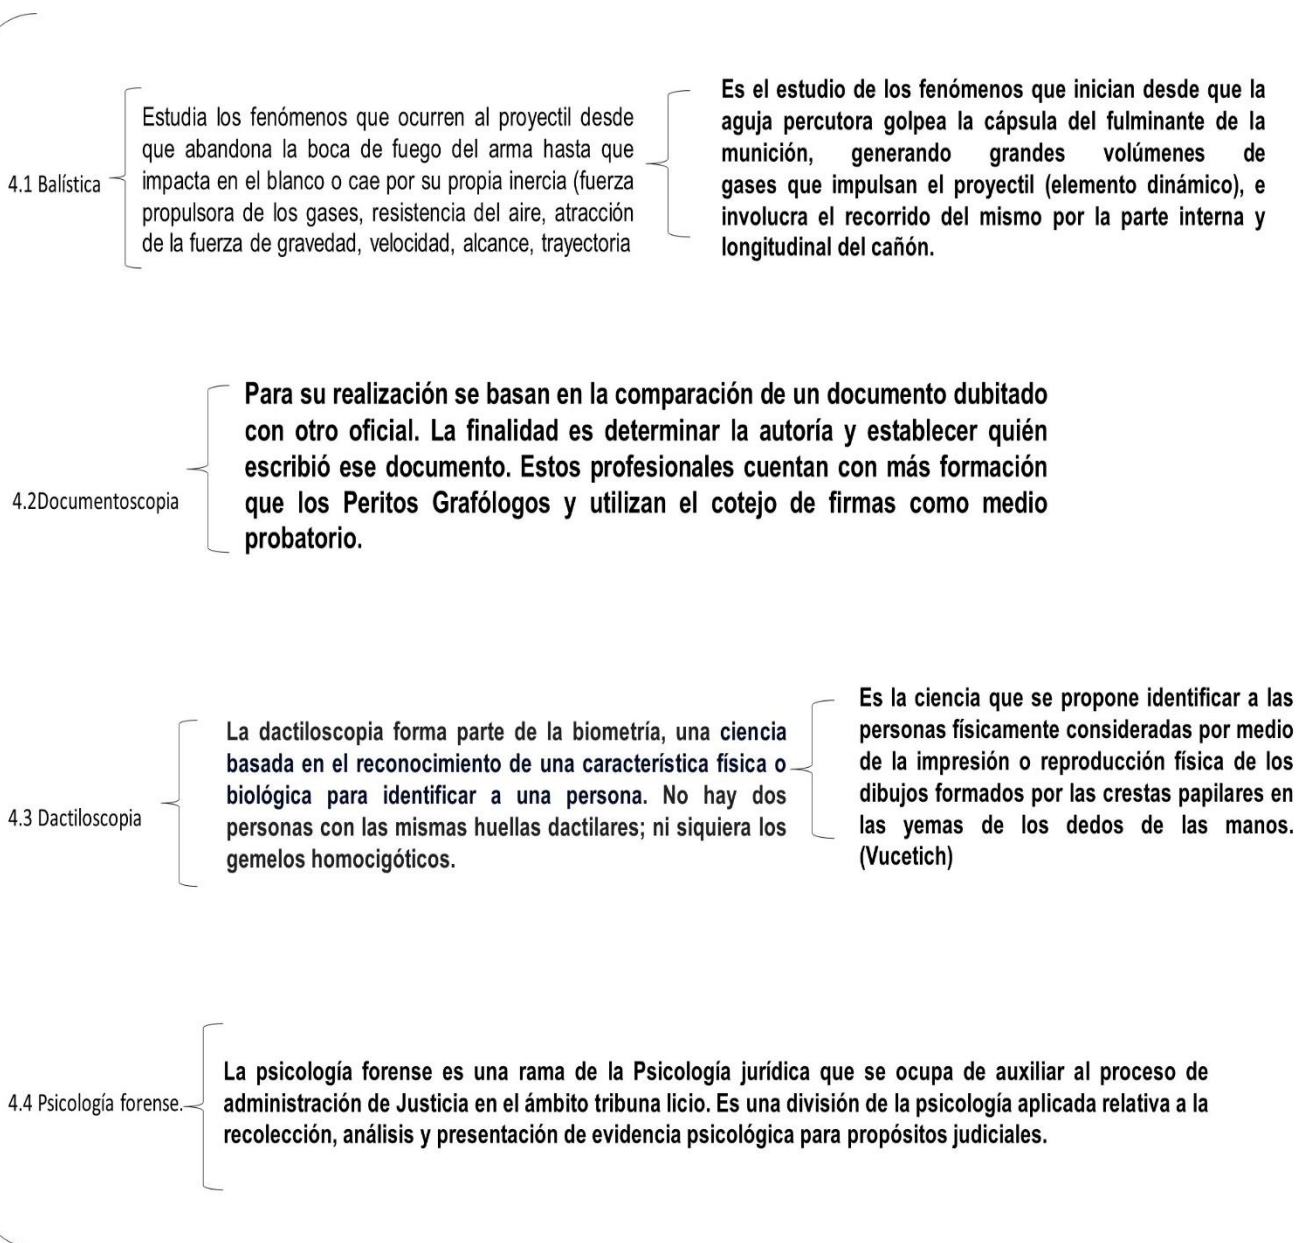 4.1 Balística
Estudia los fenómenos que ocurren al proyectil desde
que abandona la boca de fuego del arma hasta que
impacta en el blanco o cae por su propia inercia (fuerza
propulsora de los gases, resistencia del aire, atracción
de la fuerza de gravedad, velocidad, alcance, trayectoria
Es el estudio de los fenómenos que inician desde que la
aguja percutora golpea la cápsula del fulminante de la
munición, generando grandes volúmenes de
gases que impulsan el proyectil (elemento dinámico), e
involucra el recorrido del mismo por la parte interna y
longitudinal del cañón.
4.2Documentoscopia
Para su realización se basan en la comparación de un documento dubitado
con otro oficial. La finalidad es determinar la autoría y establecer quién
escribió ese documento. Estos profesionales cuentan con más formación
que los Peritos Grafólogos y utilizan el cotejo de firmas como medio
probatorio.
4.3 Dactiloscopia
La dactiloscopia forma parte de la biometría, una ciencia
basada en el reconocimiento de una característica física o
biológica para identificar a una persona. No hay dos
personas con las mismas huellas dactilares; ni siquiera los
gemelos homocigóticos.
Es la ciencia que se propone identificar a las
personas físicamente consideradas por medio
de la impresión o reproducción física de los
dibujos formados por las crestas papilares en
las yemas de los dedos de las manos.
(Vucetich)
4.4 Psicología forense.
La psicología forense es una rama de la Psicología jurídica que se ocupa de auxiliar al proceso de
administración de Justicia en el ámbito tribuna licio. Es una división de la psicología aplicada relativa a la
recolección, análisis y presentación de evidencia psicológica para propósitos judiciales.